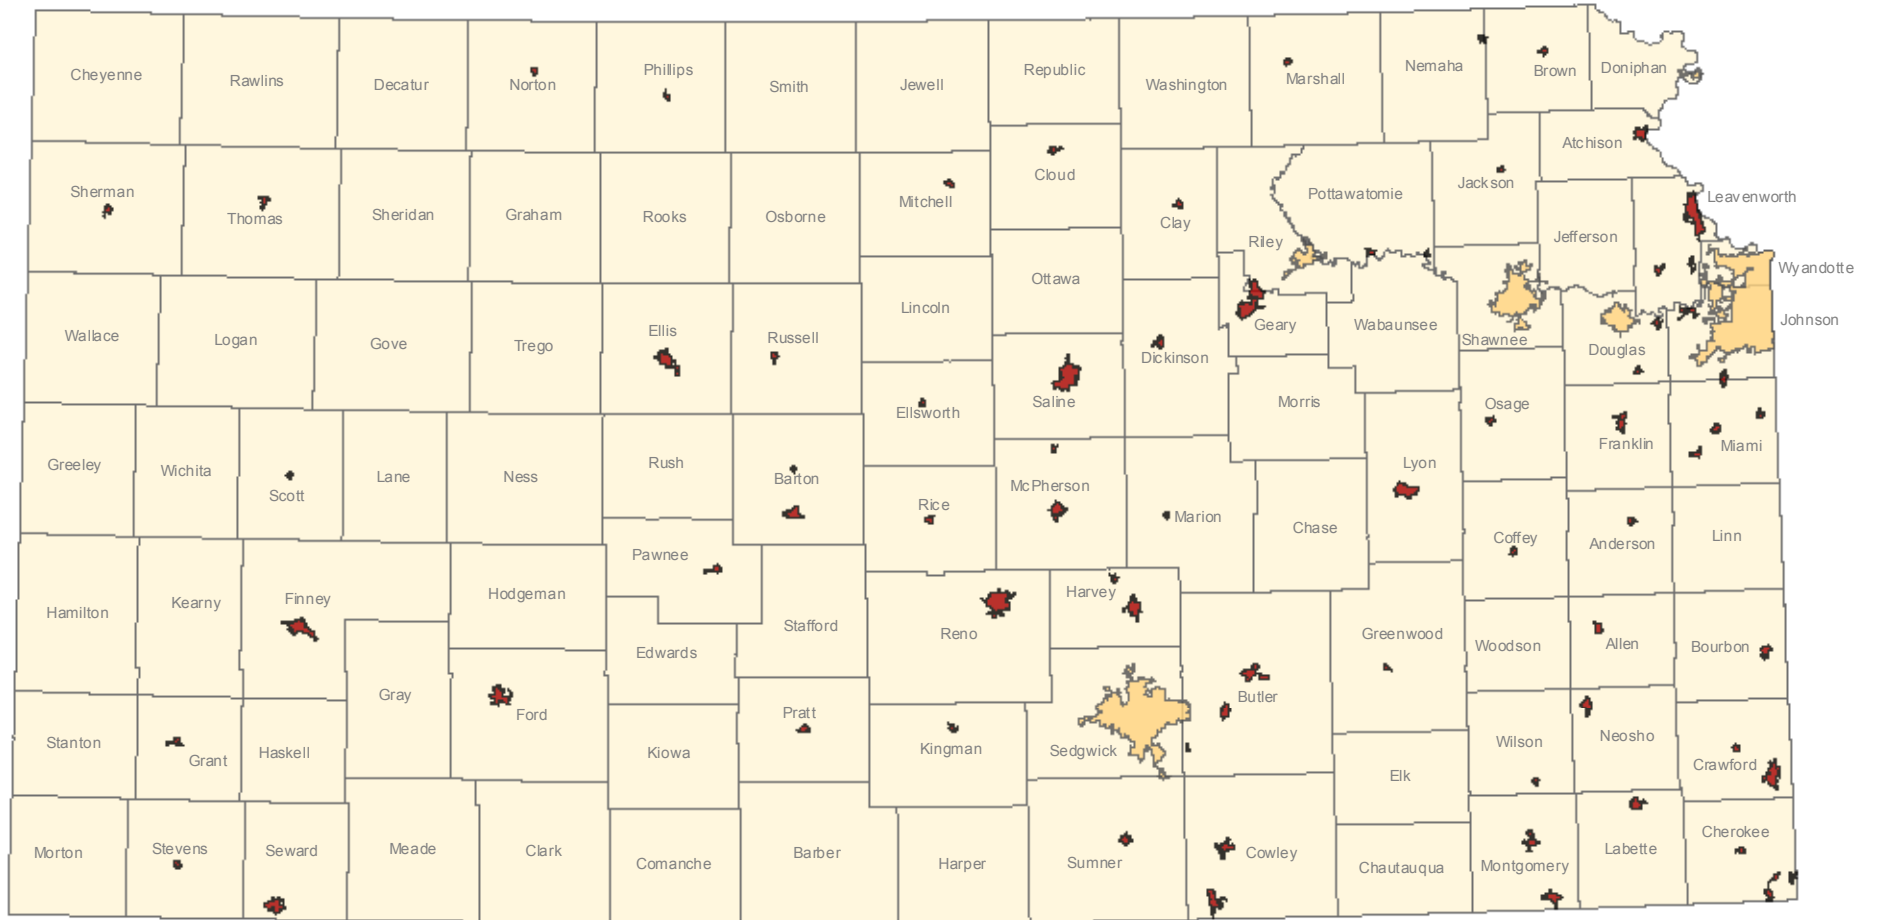 Cheyenne
Rawlins
Decatur
Norton
Phillips
Smith
Jewell
Republic
Washington
Marshall
Nemaha
Brown
Doniphan
Sherman
Thomas
Sheridan
Graham
Rooks
Osborne
Mitchell
Cloud
Clay
Riley
Pottawatomie
Jackson
Atchison
Jefferson
Leavenworth
Wyandotte
Wallace
Logan
Gove
Trego
Ellis
Russell
Lincoln
Ottawa
Dickinson
Geary
Wabaunsee
Shawnee
Douglas
Johnson
Ellsworth
Saline
Morris
Osage
Franklin
Miami
Greeley
Wichita
Scott
Lane
Ness
Rush
Barton
Rice
McPherson
Marion
Chase
Lyon
Coffey
Anderson
Linn
Hamilton
Kearny
Finney
Hodgeman
Pawnee
Edwards
Stafford
Reno
Harvey
Greenwood
Woodson
Allen
Bourbon
Stanton
Grant
Haskell
Gray
Ford
Kiowa
Pratt
Kingman
Sedgwick
Butler
Elk
Wilson
Neosho
Crawford
Morton
Stevens
Seward
Meade
Clark
Comanche
Barber
Harper
Sumner
Cowley
Chautauqua
Montgomery
Labette
Cherokee